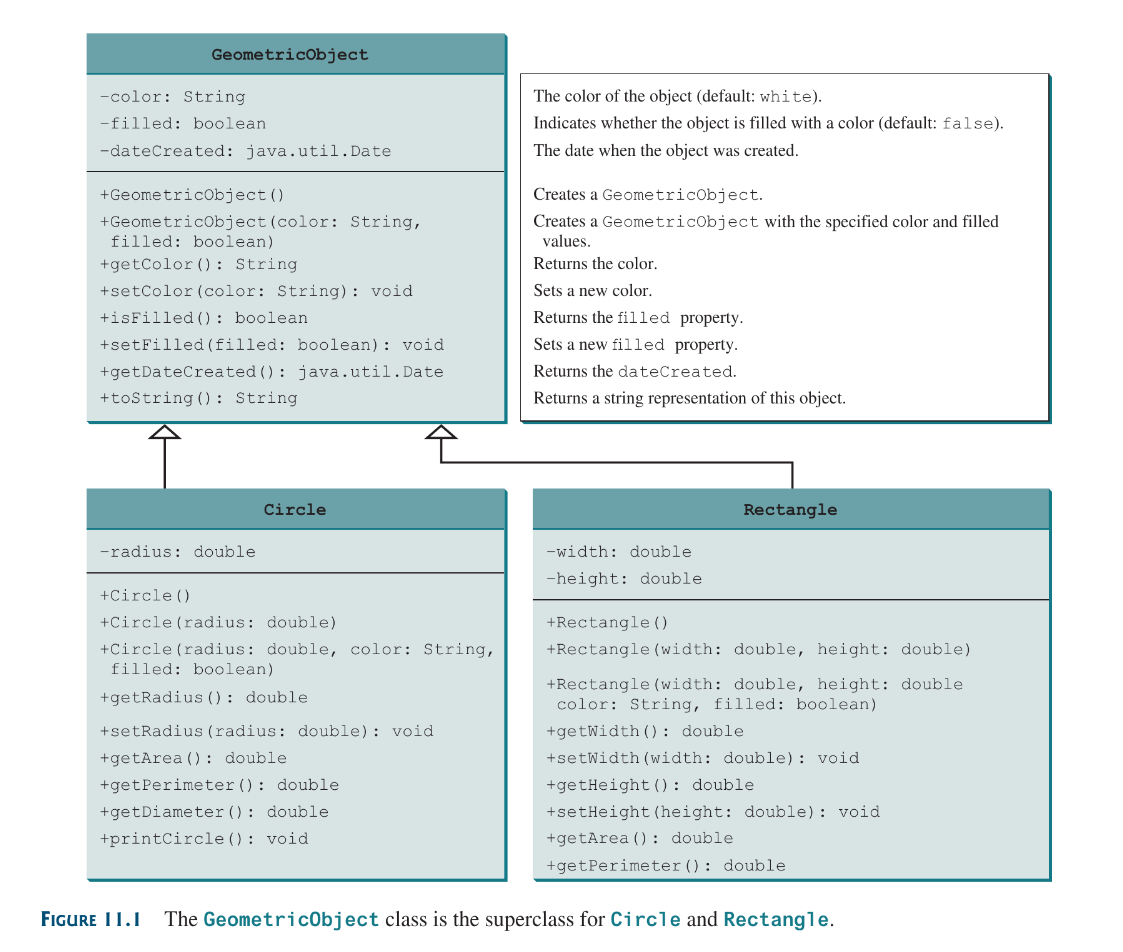 GeometricObject
-color: String
-filled: boolean
-dateCreated: java.util.Date
+GeometricObject()
+GeometricObject(color: String,
filled: boolean)
+getColor(): String
+setColor(color: String): void
+isFilled(): boolean
+setFilled(filled: boolean): void
+getDateCreated(): java.util.Date
+toString(): String
The color of the object (default: white).
Indicates whether the object is filled with a color (default: false).
The date when the object was created.
Creates a GeometricObject.
Creates a GeometricObject with the specified color and filled
values.
Returns the color.
Sets a new color.
Returns the filled property.
Sets a new filled property.
Returns the dateCreated.
Returns a string representation of this object.
Circle
-radius: double
+Circle()
+Circle(radius: double)
+Circle(radius: double, color: String,
filled: boolean)
+getRadius(): double
+setRadius(radius: double): void
+getArea(): double
+getPerimeter(): double
+getDiameter(): double
+printCircle(): void
Rectangle
-width: double
-height: double
+Rectangle()
+Rectangle(width: double, height: double)
+Rectangle(width: double, height: double
color: String, filled: boolean)
+getWidth(): double
+setWidth(width: double): void
+getHeight(): double
+setHeight(height: double): void
+getArea(): double
+getPerimeter(): double
FIGURE 11.1 The GeometricObject class is the superclass for Circle and Rectangle.